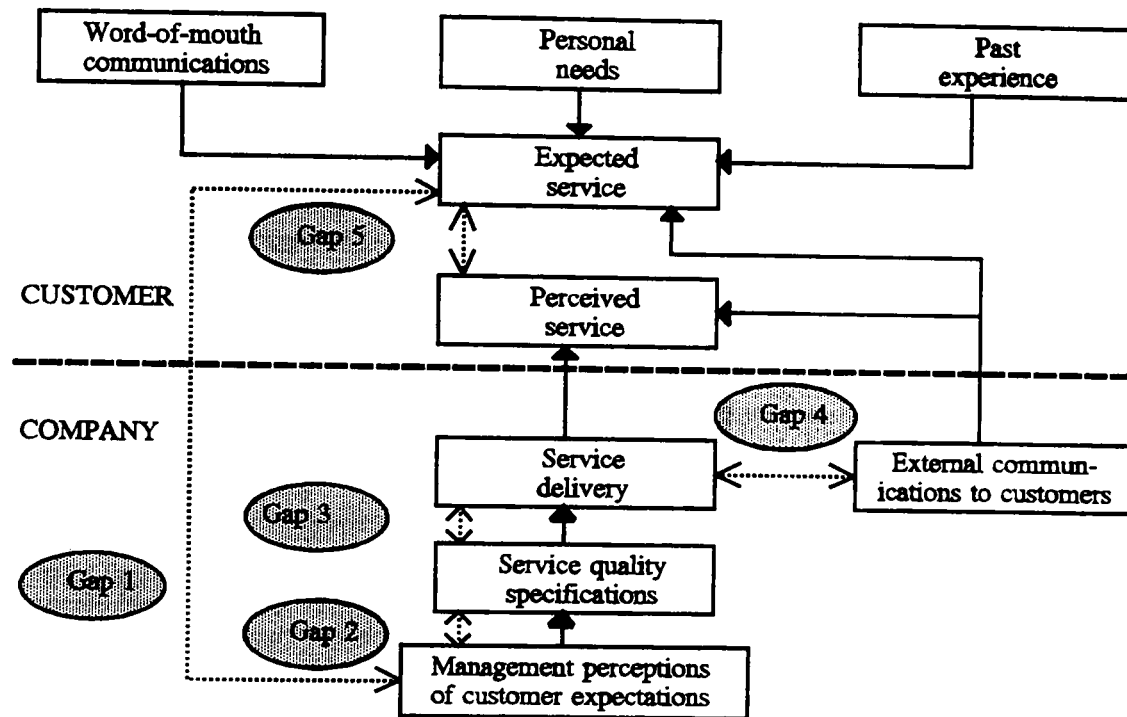 Word-of-mouth
communications
Personal
needs
Past
experience
Expected
service
Gap 5
Perceived
service
CUSTOMER
COMPANY
Gap 4
Service
delivery
External commun-
ications to customers
Gap 3
Service quality
specifications
Gap 1
Gap 2
Management perceptions
of customer expectations